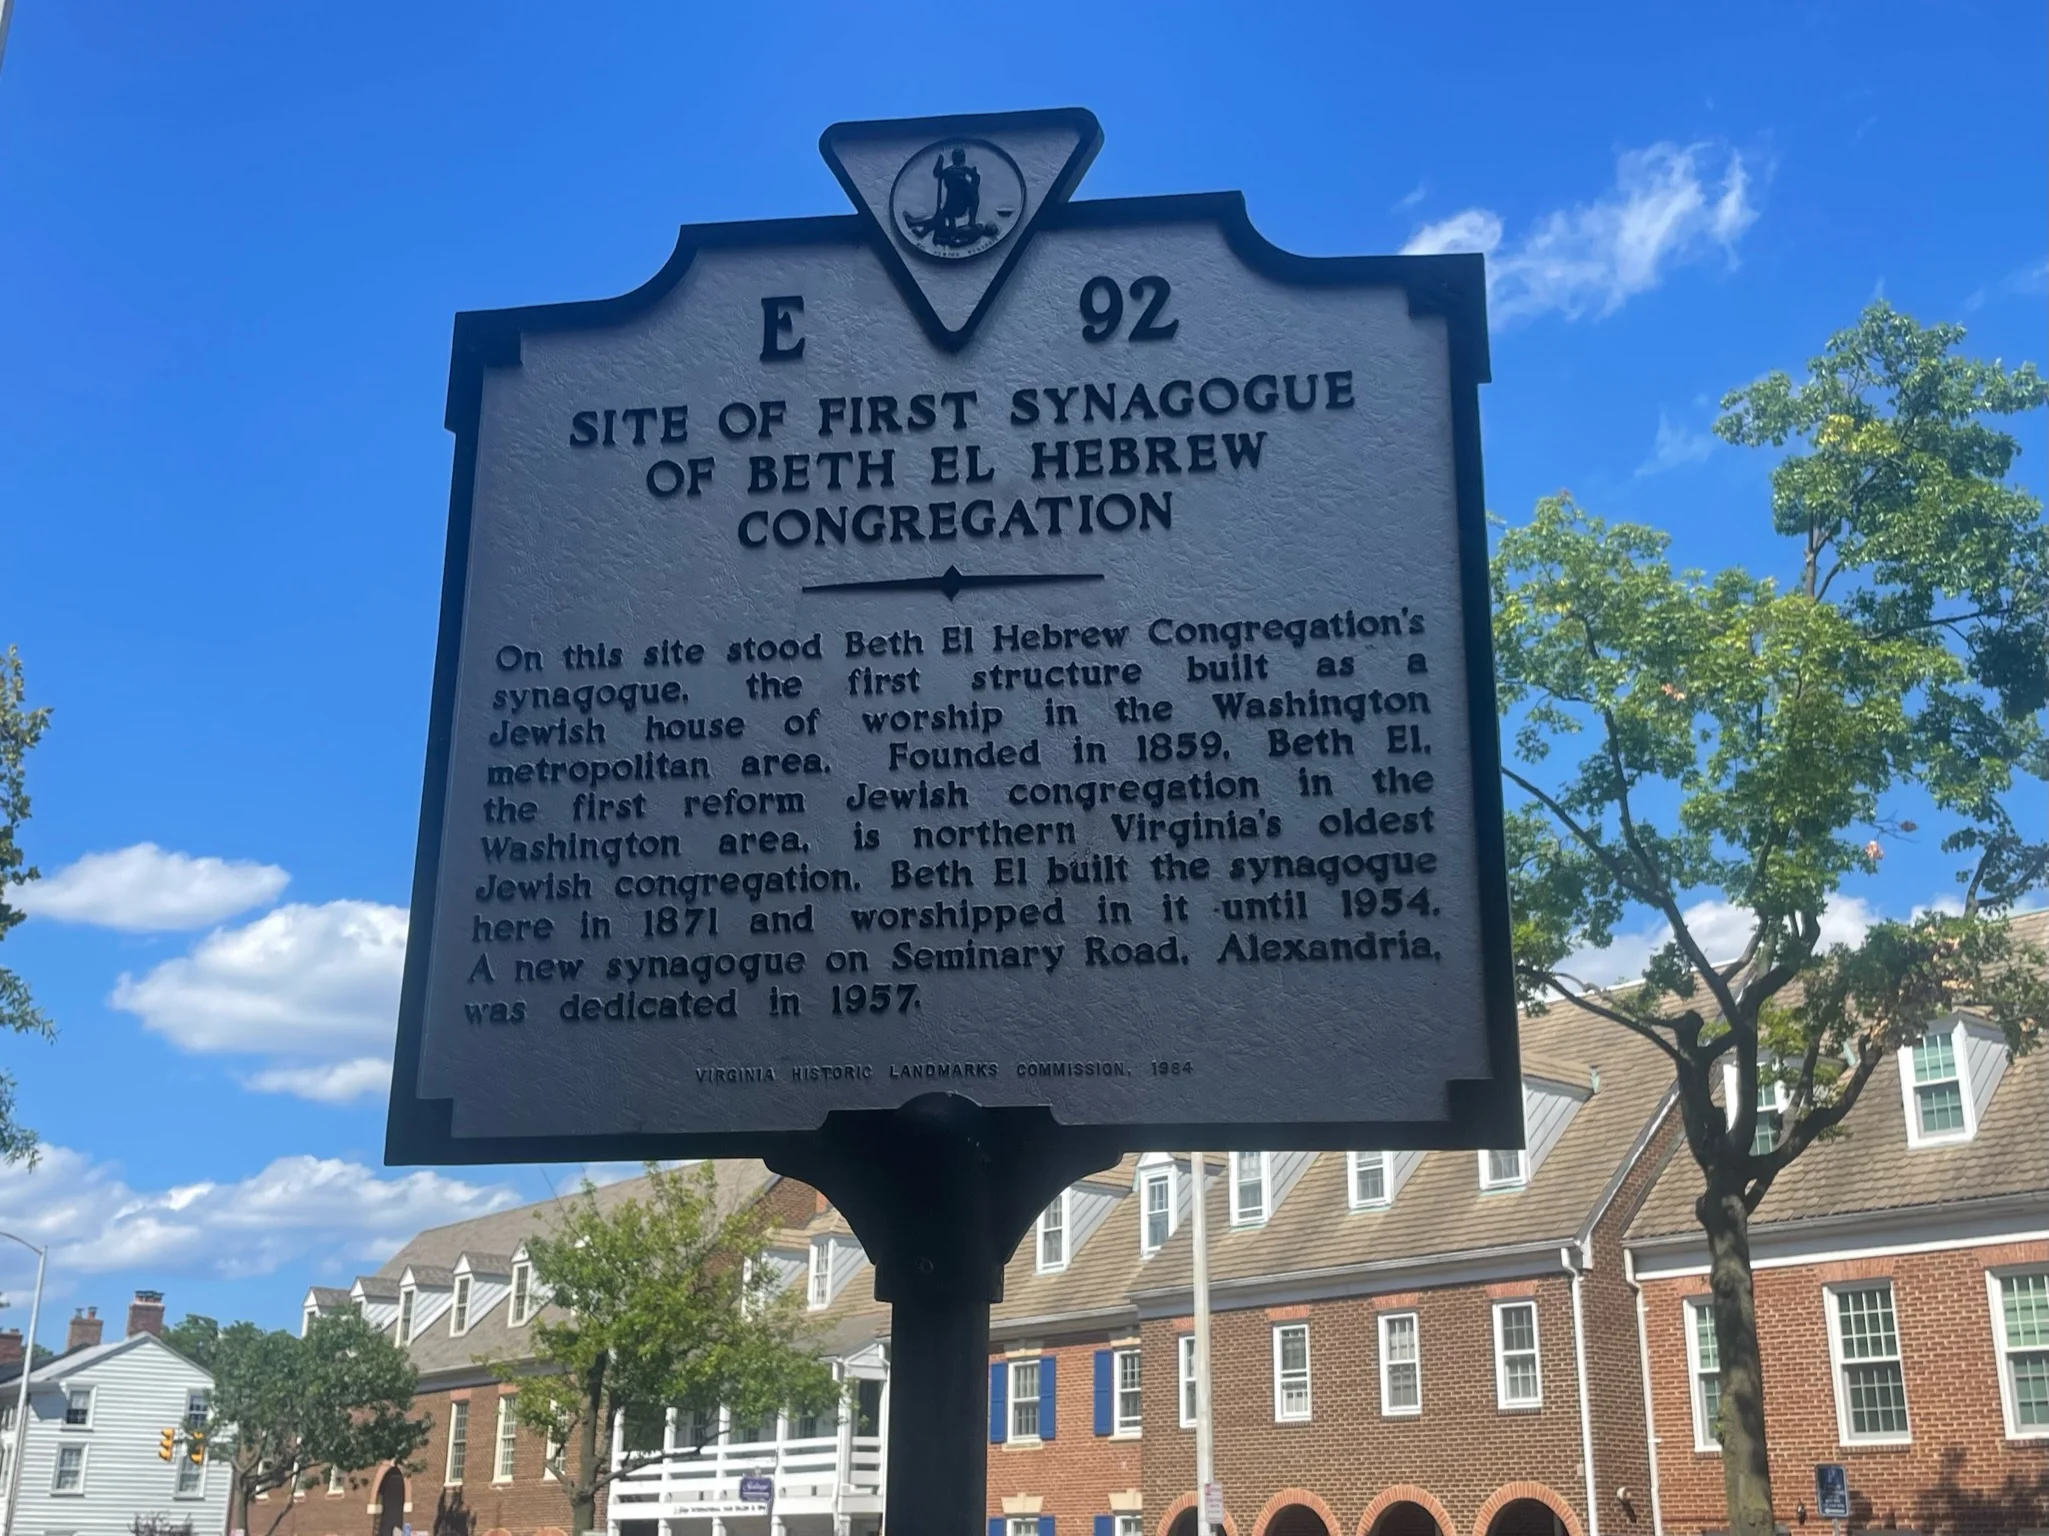 E 92
SITE OF FIRST SYNAGOGUE
OF BETH EL HEBREW
CONGREGATION
On this site stood Beth El Hebrew Congregation's
synagogue, the first structure built as a
Jewish house of worship in the Washington
metropolitan area. Founded in 1859, Beth El,
the first reform Jewish congregation in the
Washington area, is northern Virginia's oldest
Jewish congregation. Beth El built the synagogue
here in 1871 and worshipped in it until 1954.
A new synagogue on Seminary Road, Alexandria,
was dedicated in 1957.
VIRGINIA HISTORIC LANDMARKS COMMISSION, 1984